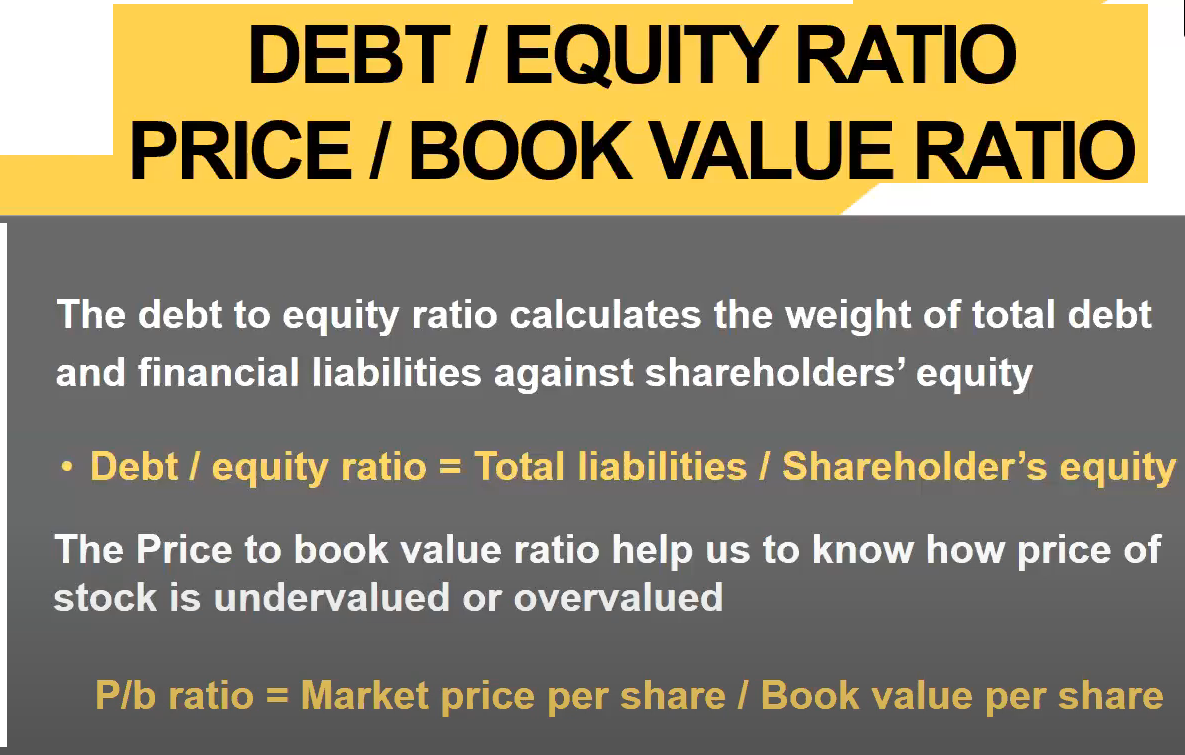 DEBT / EQUITY RATIO
PRICE / BOOK VALUE RATIO
The debt to equity ratio calculates the weight of total debt
and financial liabilities against shareholders’ equity
• Debt / equity ratio = Total liabilities / Shareholder’s equity
The Price to book value ratio help us to know how price of
stock is undervalued or overvalued
P/b ratio = Market price per share / Book value per share